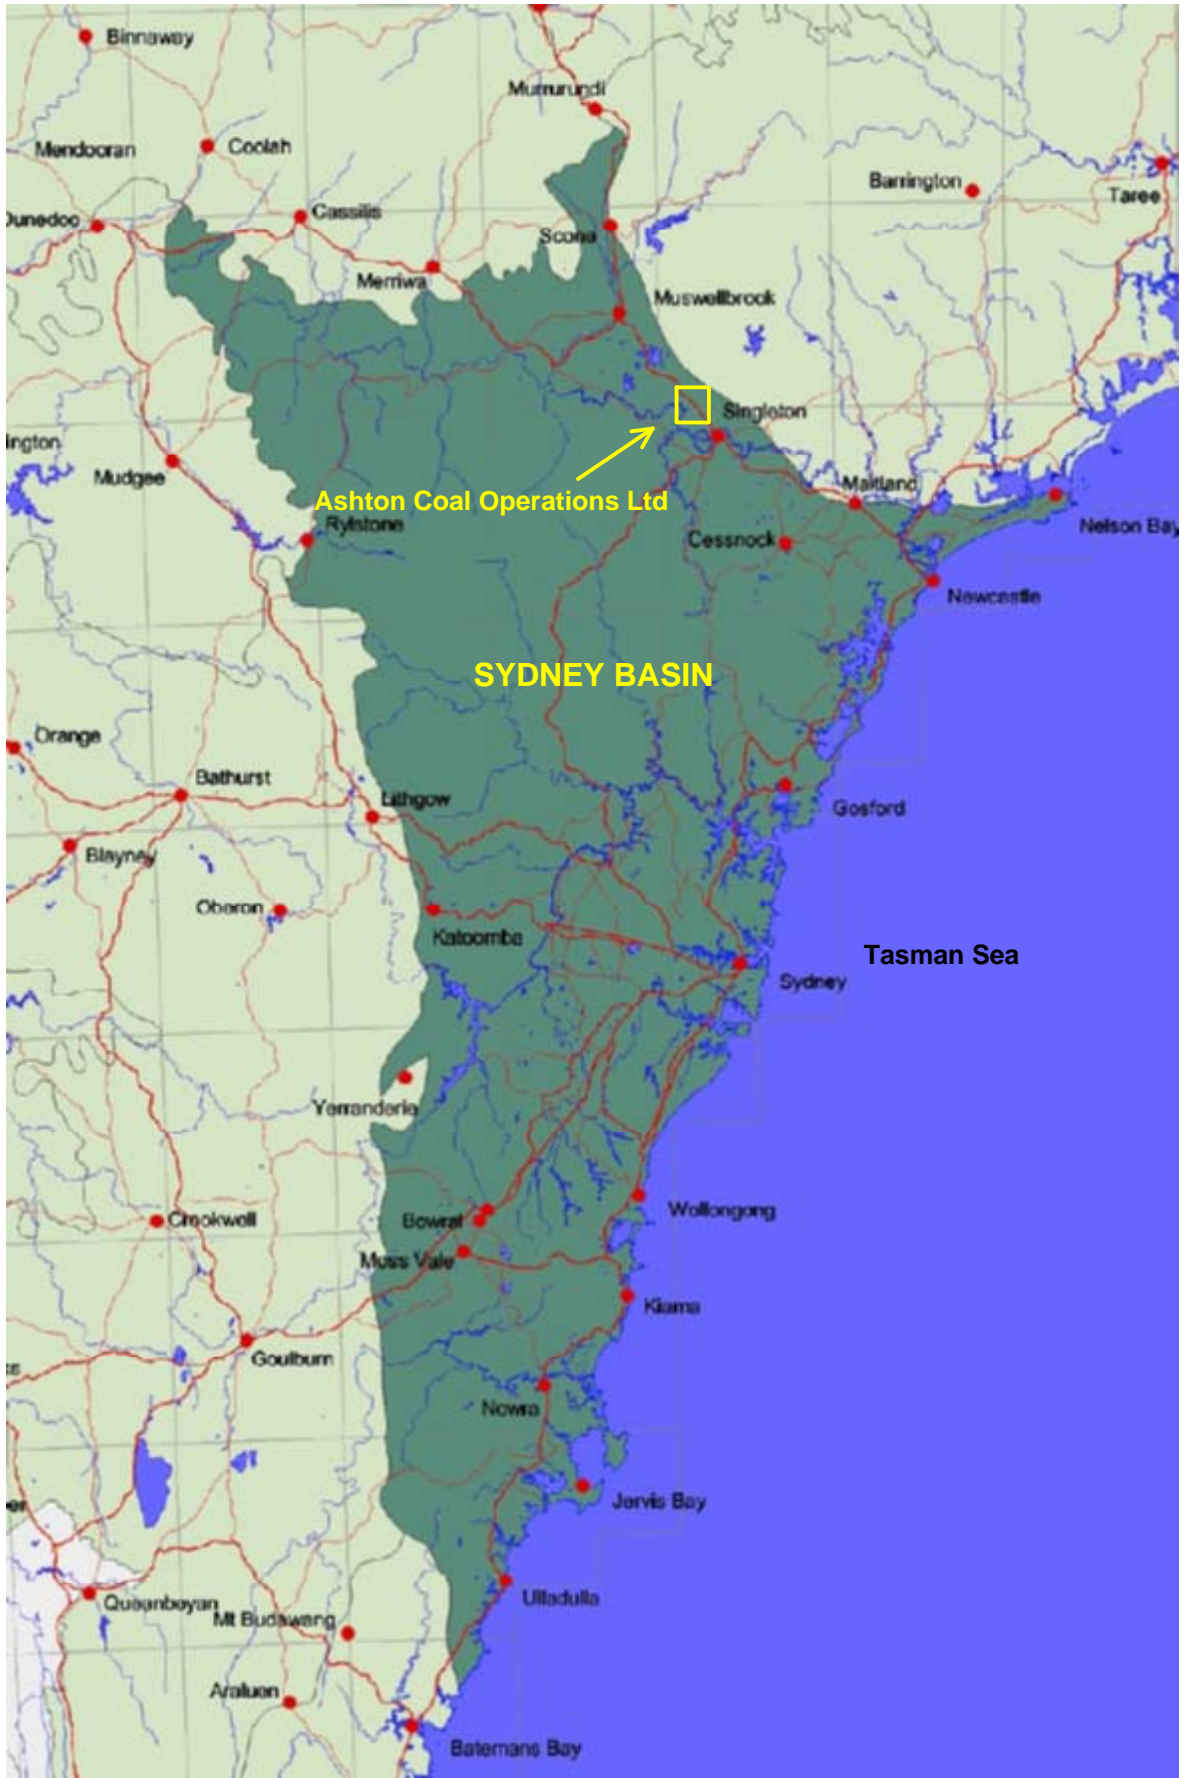 Binnaway
Murrurundi
Mendooran
Coolah
Barrington
Taree
Dunedoo
Cassilis
Scone
Merriwa
Muswellbrook
Singleton
ington
Mudgee
Maitland
Ashton Coal Operations Ltd
Rylstone
Cessnock
Nelson Bay
Newcastle
SYDNEY BASIN
Orange
Bathurst
Lithgow
Gosford
Blayney
Oberon
Katoomba
Tasman Sea
Sydney
Yerranderie
Wollongong
Crookwell
Bowral
Moss Vale
Kiama
Goulburn
Nowra
Jervis Bay
Ulladulla
Queanbeyan
Mt Budawang
Araluen
Batemans Bay